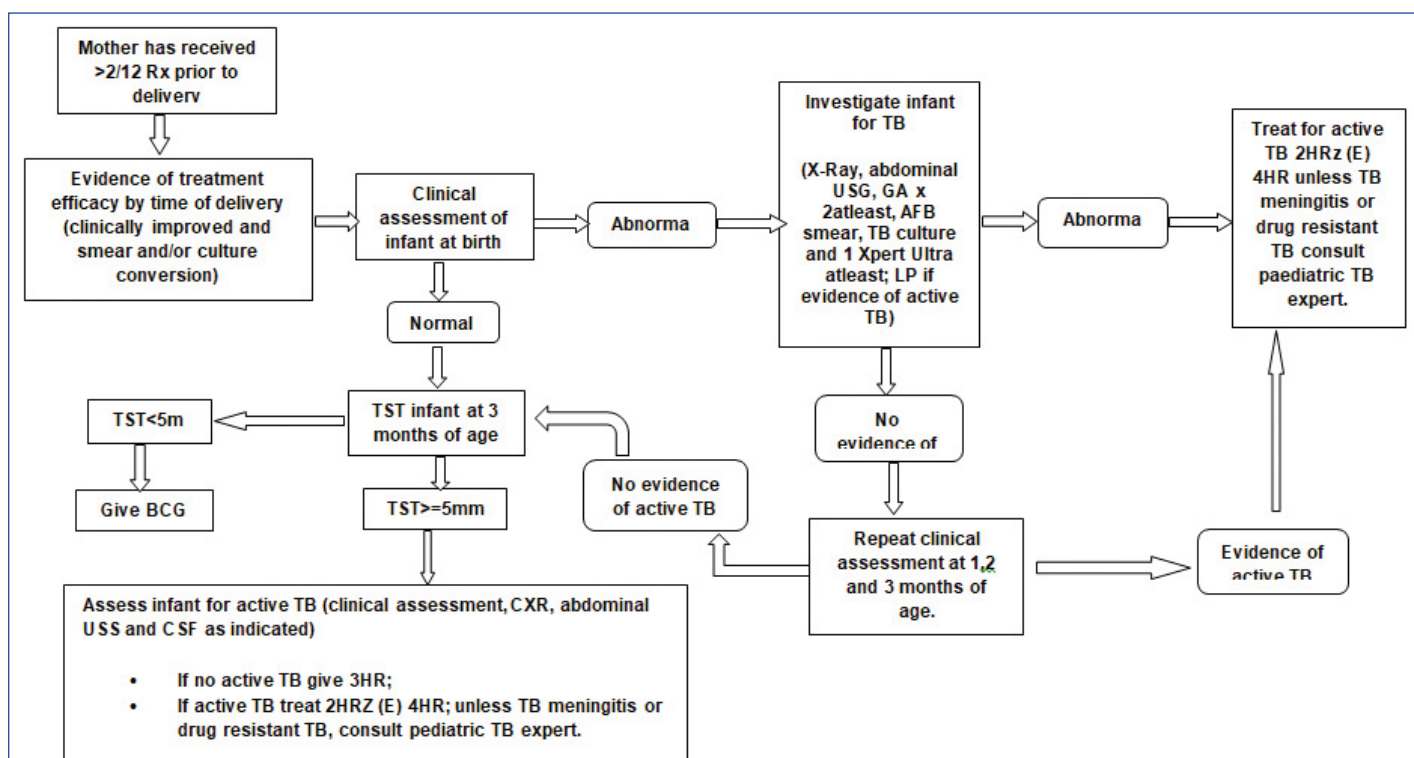 Mother has received
>2/12 Rx prior to
delivery
Evidence of treatment
efficacy by time of delivery
(clinically improved and
smear and/or culture
conversion)
Clinical
assessment of
infant at birth
Abnorma
Investigate infant
for TB
(X-Ray, abdominal
USG, GA x
2atleast, AFB
smear, TB culture
and 1 Xpert Ultra
atleast; LP if
evidence of active
TB)
Abnorma
Treat for active
TB 2HRz (E)
4HR unless TB
meningitis or
drug resistant
TB consult
paediatric TB
expert.
Normal
TST infant at 3
months of age
TST<5m
Give BCG
TST>=5mm
No evidence
of active TB
No
evidence of
Repeat clinical
assessment at 1,2
and 3 months of
age.
Evidence of
active TB
Assess infant for active TB (clinical assessment, CXR, abdominal
USS and CSF as indicated)
• If no active TB give 3HR;
• If active TB treat 2HRZ (E) 4HR; unless TB meningitis or
drug resistant TB, consult pediatric TB expert.